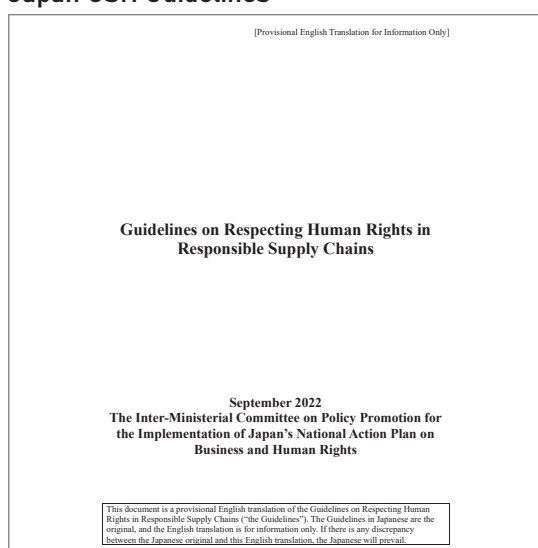 [Provisional English Translation for Information Only]
Guidelines on Respecting Human Rights in
Responsible Supply Chains
September 2022
The Inter-Ministerial Committee on Policy Promotion for
the Implementation of Japan's National Action Plan on
Business and Human Rights
This document is a provisional English translation of the Guidelines on Respecting Human
Rights in Responsible Supply Chains ("the Guidelines"). The Guidelines in Japanese are the
original, and the English translation is for information only. If there is any discrepancy
between the Japanese original and this English translation, the Japanese will prevail.